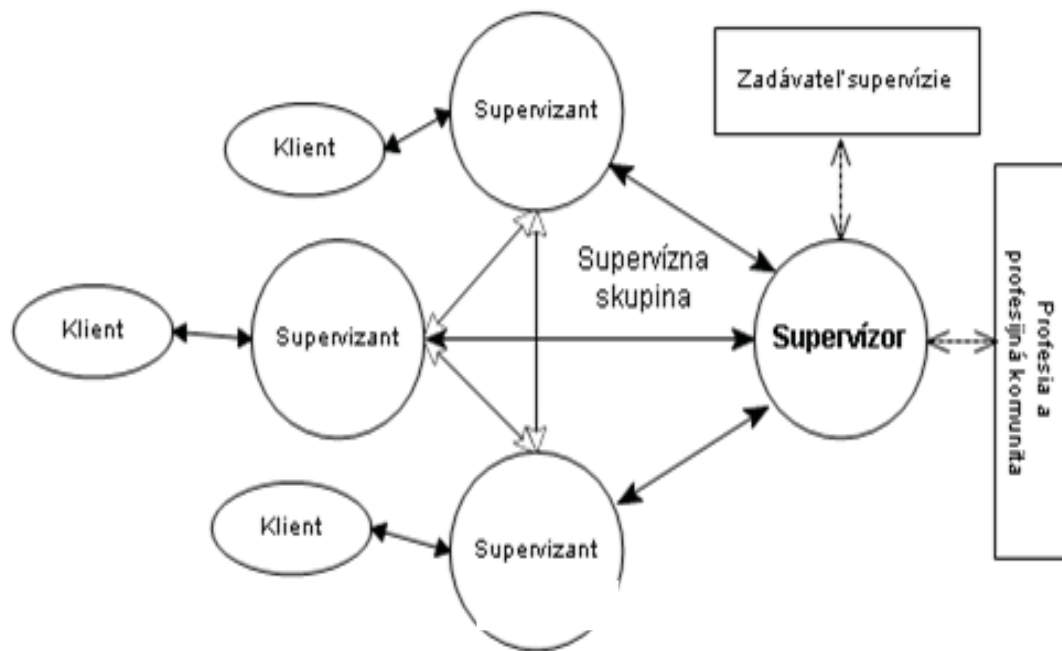 Supervizant
Zadávateľ supervízie
Klient
Supervízna
skupina
Klient
Supervizant
Supervízor
Profesia a
profesijná komunita
Klient
Supervizant